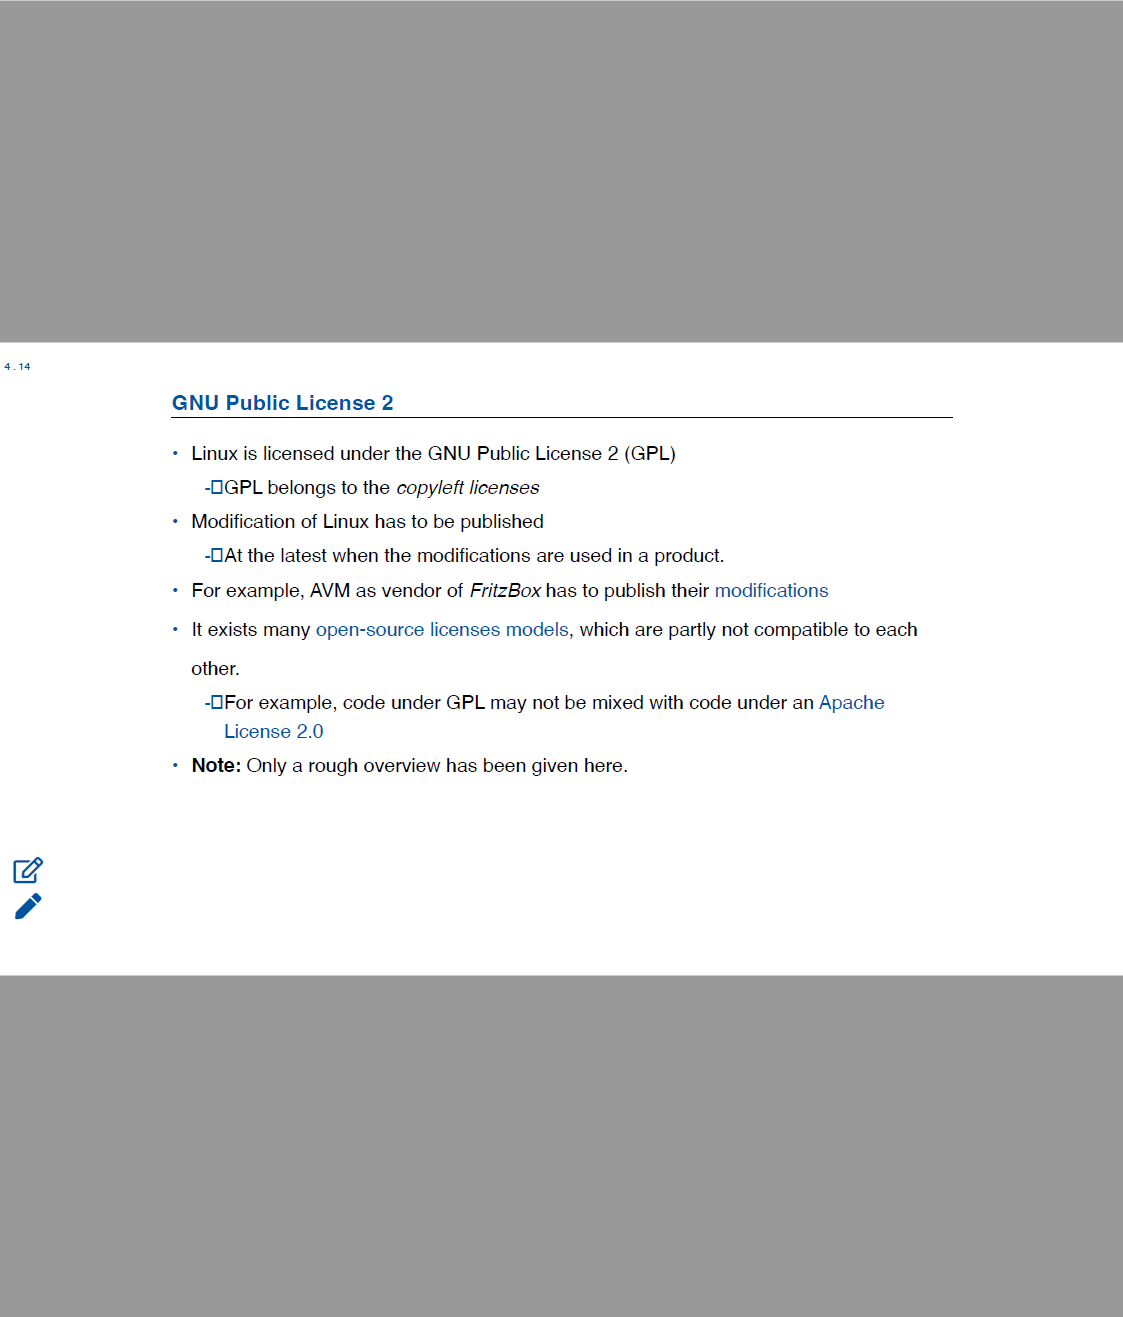 4 . 14
GNU Public License 2
• Linux is licensed under the GNU Public License 2 (GPL)
-□GPL belongs to the copyleft licenses
• Modification of Linux has to be published
-□At the latest when the modifications are used in a product.
• For example, AVM as vendor of FritzBox has to publish their modifications
• It exists many open-source licenses models, which are partly not compatible to each
other.
-□For example, code under GPL may not be mixed with code under an Apache
License 2.0
• Note: Only a rough overview has been given here.